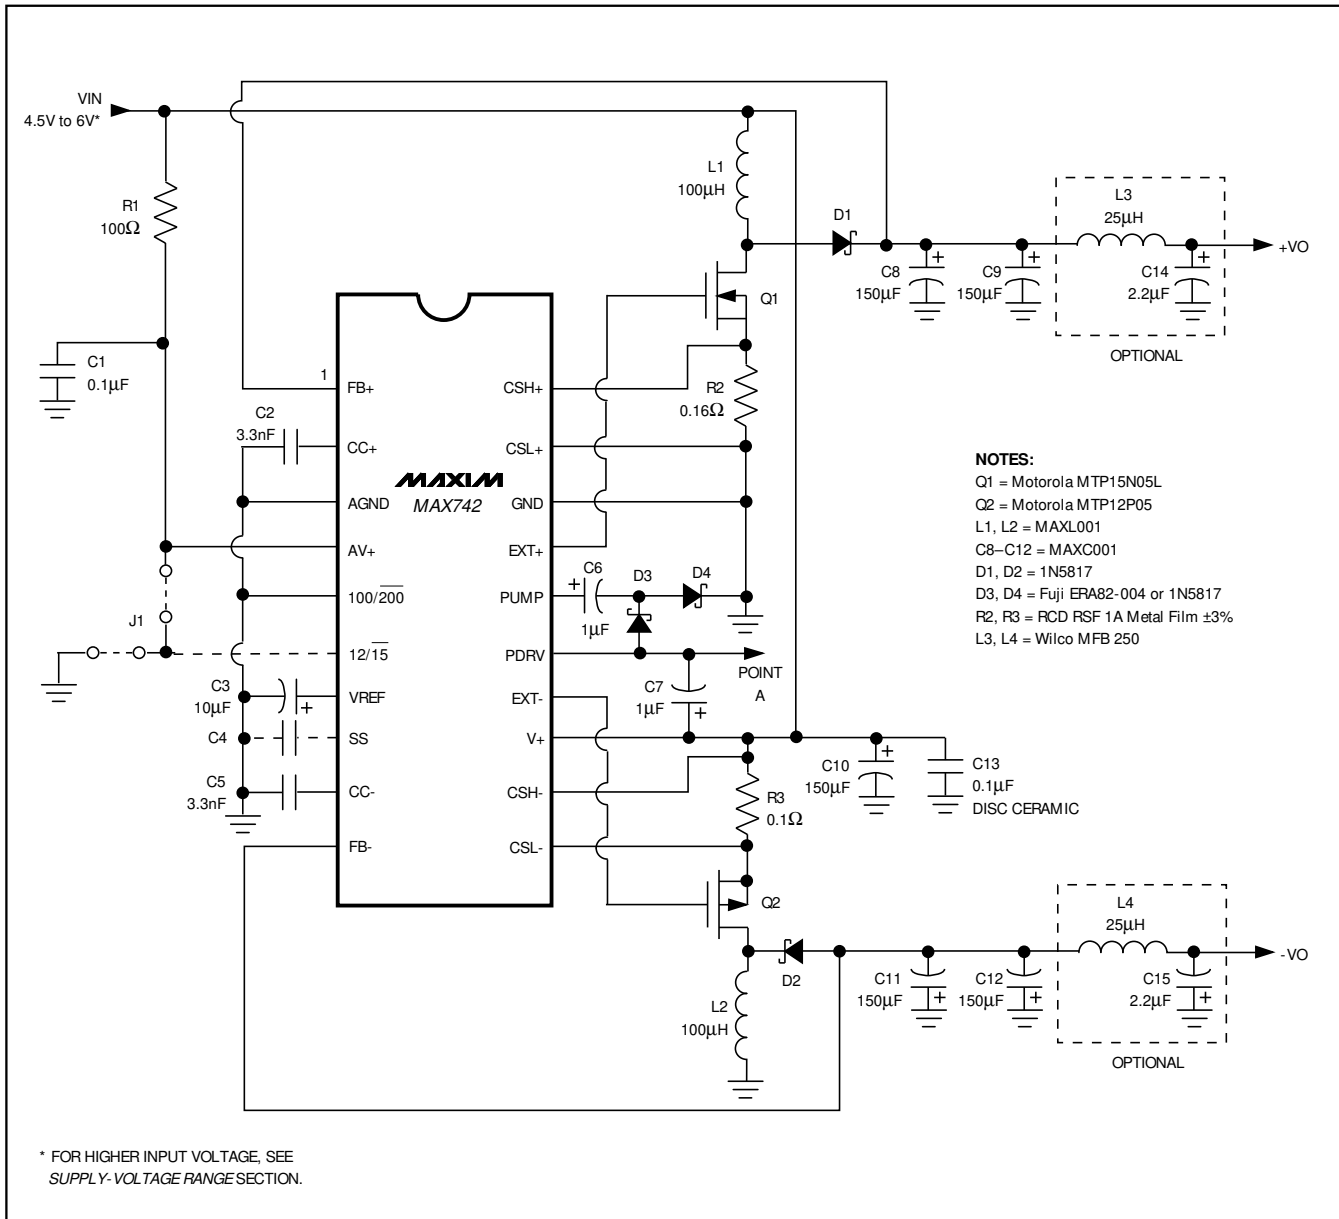 VIN
4.5V to 6V*
R1
100Ω
C1
0.1µF
L1
100µH
D1
L3
25µH
C8
150µF
+
C9
150µF
+
C14
2.2µF
+
+VO
OPTIONAL
Q1
R2
0.16Ω
1
FB+
CC+
AGND
AV+
100/200
12/15
VREF
SS
CC-
FB-
MAXIM
MAX742
CSH+
CSL+
GND
EXT+
PUMP
PDRV
EXT-
V+
CSH-
CSL-
C2
3.3nF
J1
C3
10µF
+
C4
C5
3.3nF
+
C6
1µF
D3
D4
POINT
A
C7
1µF
+
NOTES:
Q1 = Motorola MTP15N05L
Q2 = Motorola MTP12P05
L1, L2 = MAXL001
C8–C12 = MAXC001
D1, D2 = 1N5817
D3, D4 = Fuji ERA82-004 or 1N5817
R2, R3 = RCD RSF 1A Metal Film ±3%
L3, L4 = Wilco MFB 250
C10
150µF
+
C13
0.1µF
DISC CERAMIC
R3
0.1Ω
Q2
D2
L2
100µH
C11
150µF
+
C12
150µF
+
L4
25µH
C15
2.2µF
+
-VO
OPTIONAL
* FOR HIGHER INPUT VOLTAGE, SEE
SUPPLY-VOLTAGE RANGE SECTION.